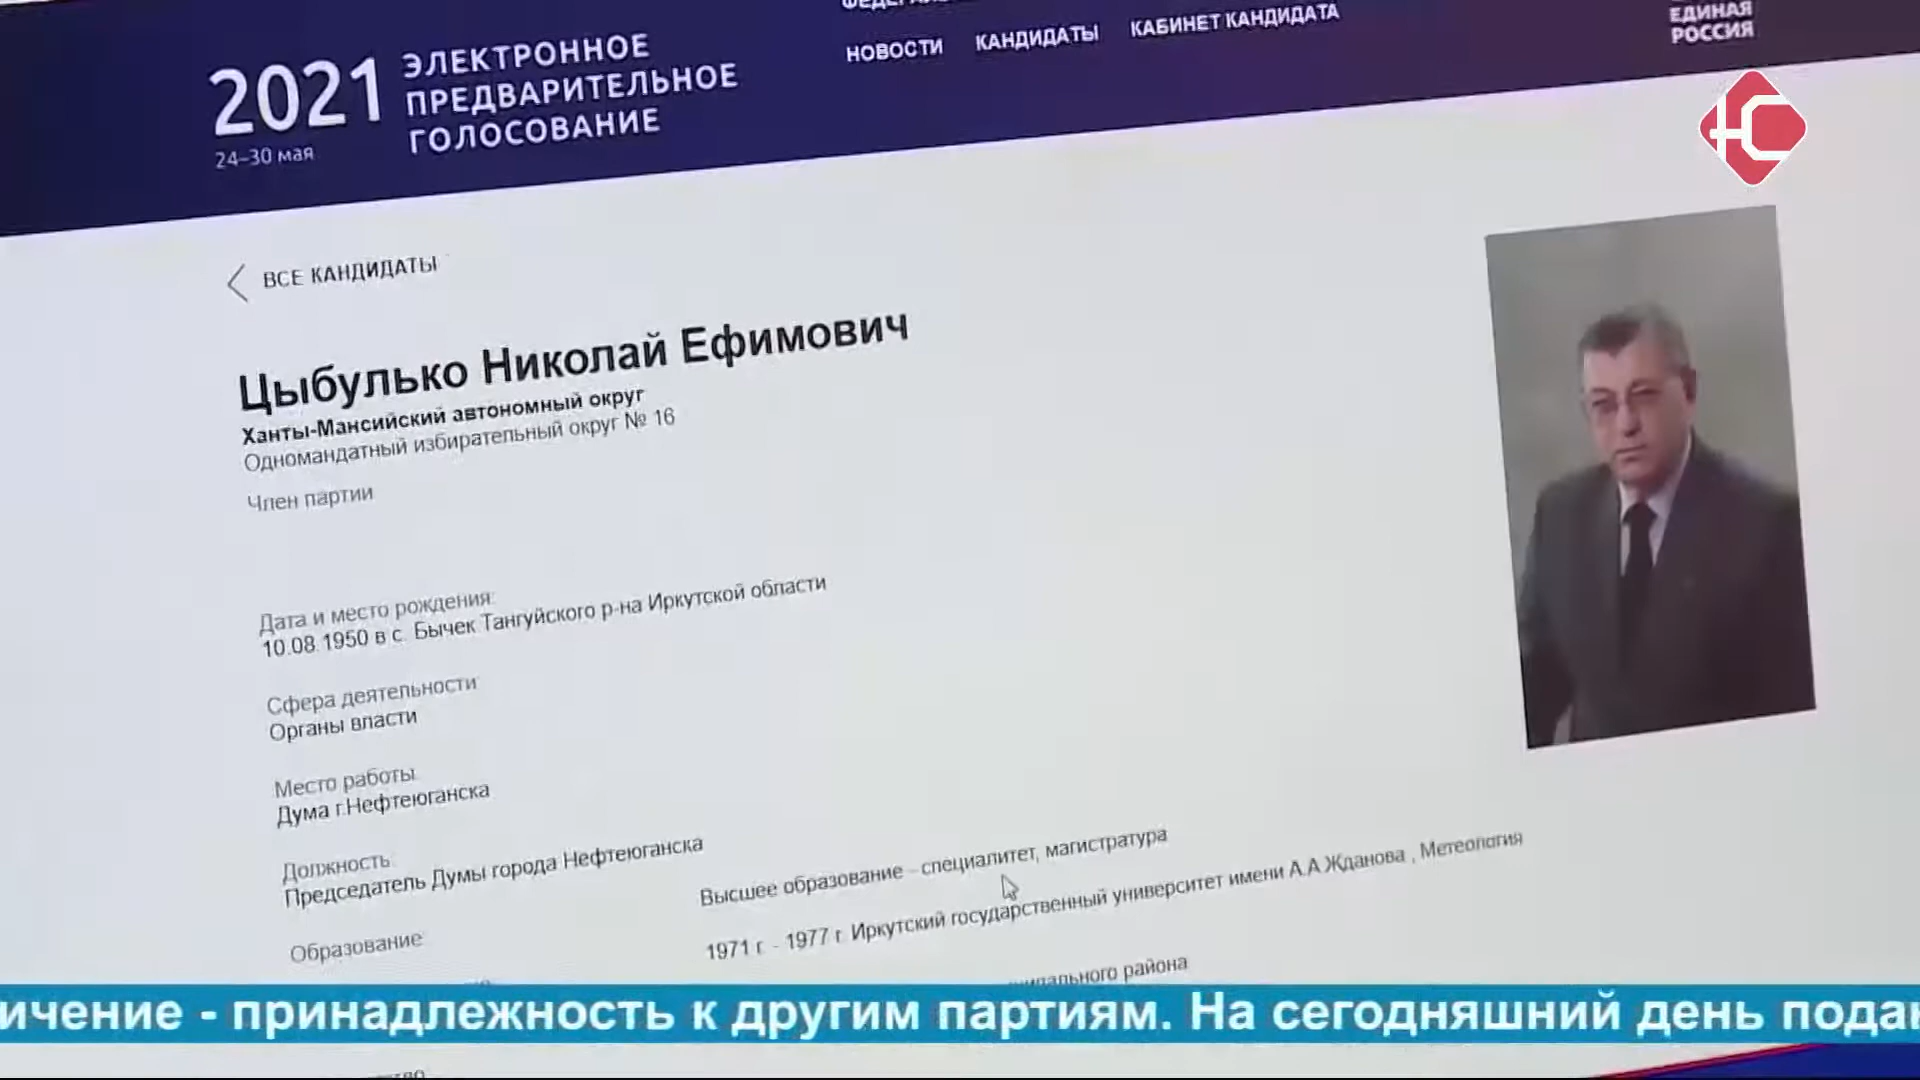 НОВОСТИ КАНДИДАТЫ КАБИНЕТ КАНДИДАТА
ЕДИНАЯ
РОССИЯ
2021
24–30 мая
ЭЛЕКТРОННОЕ
ПРЕДВАРИТЕЛЬНОЕ
ГОЛОСОВАНИЕ
ВСЕ КАНДИДАТЫ
Цыбулько Николай Ефимович
Ханты-Мансийский автономный округ
Одномандатный избирательный округ № 16
Член партии
Дата и место рождения:
10.08.1950 в с. Бычек Тангуйского р-на Иркутской области
Сфера деятельности
Органы власти
Место работы
Дума г.Нефтеюганска
Должность:
Председатель Думы города Нефтеюганска
Образование:
Высшее образование - специалитет, магистратура
1971 г. - 1977 г. Иркутский государственный университет имени А.А.Жданова , Метеология
района
- принадлежность к другим партиям. На сегодняшний день